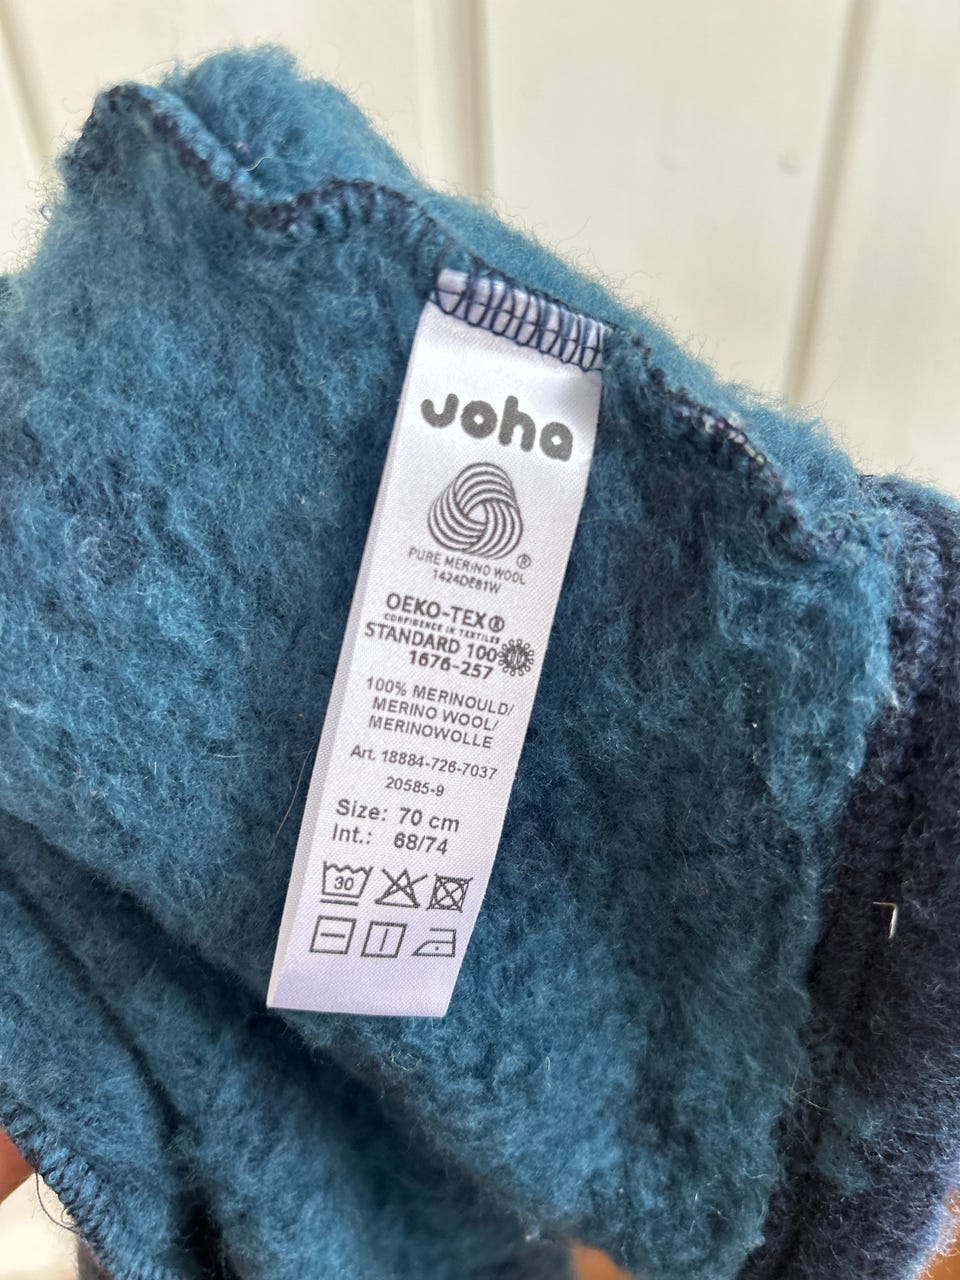 Joha
PURE MERINO WOOL ®
1424DE81W
OEKO-TEX®
CONFIDENCE IN TEXTILES
STANDARD 100
1676-257
100% MERINOULD/
MERINO WOOL/
MERINOWOLLE
Art. 18884-726-7037
20585-9
Size: 70 cm
Int.: 68/74
30